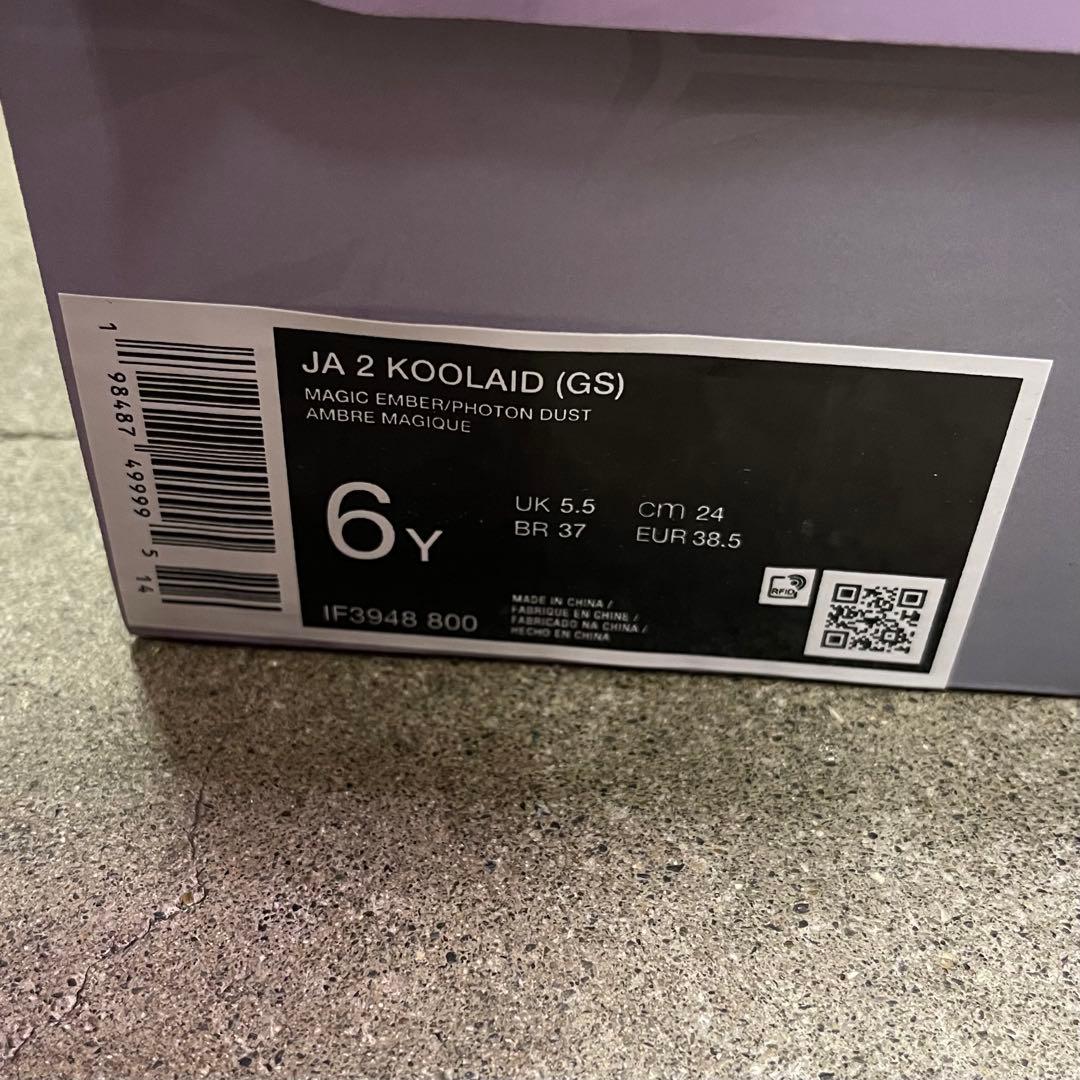 JA 2 KOOLAID (GS)
MAGIC EMBER/PHOTON DUST
AMBRE MAGIQUE
6Y
UK 5.5 cm 24
BR 37 EUR 38.5
IF3948 800
MADE IN CHINA /
FABRIQUE EN CHINE /
FABRICADO NA CHINA /
HECHO EN CHINA
RFID
1 98487 49999 5 14